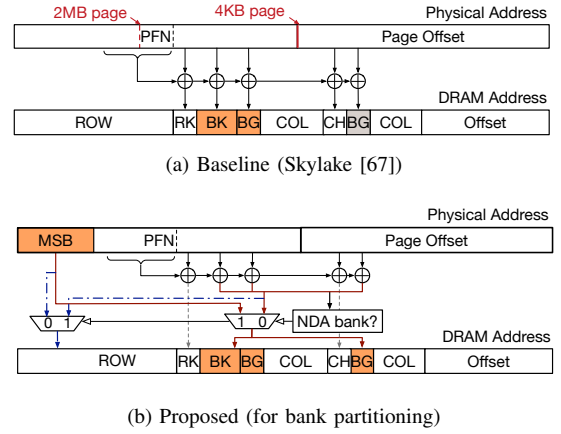 Physical Address
2MB page 4KB page
PFN Page Offset
DRAM Address
ROW RK BK BG COL CH BG COL Offset
(a) Baseline (Skylake [67])
Physical Address
MSB PFN Page Offset
0 1 1 0 NDA bank?
DRAM Address
ROW RK BK BG COL CH BG COL Offset
(b) Proposed (for bank partitioning)